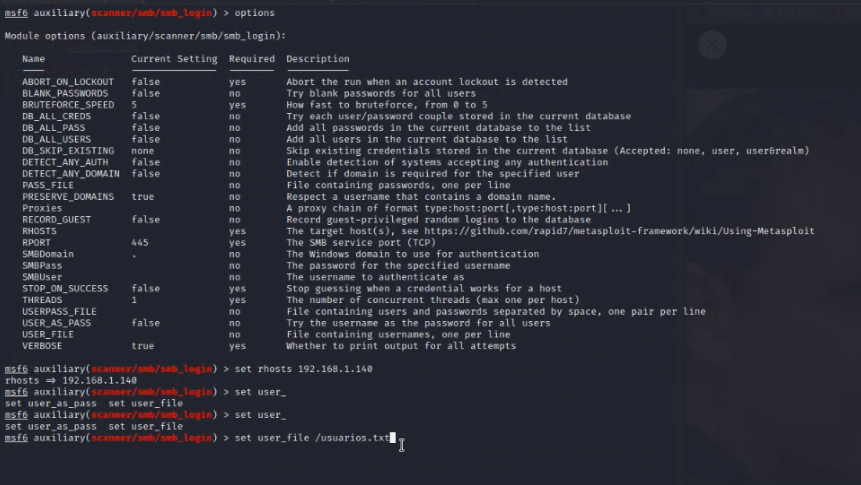 msf6 auxiliary(scanner/smb/smb_login) > options
Module options (auxiliary/scanner/smb/smb_login):
Name Current Setting Required Description
ABORT_ON_LOCKOUT false yes Abort the run when an account lockout is detected
BLANK_PASSWORDS false no Try blank passwords for all users
BRUTEFORCE_SPEED 5 yes How fast to bruteforce, from 0 to 5
DB_ALL_CREDS false no Try each user/password couple stored in the current database
DB_ALL_PASS false no Add all passwords in the current database to the list
DB_ALL_USERS false no Add all users in the current database to the list
DB_SKIP_EXISTING none no Skip existing credentials stored in the current database (Accepted: none, user, user&realm)
DETECT_ANY_AUTH false no Enable detection of systems accepting any authentication
DETECT_ANY_DOMAIN false no Detect if domain is required for the specified user
PASS_FILE no File containing passwords, one per line
PRESERVE_DOMAINS true no Respect a username that contains a domain name.
Proxies no A proxy chain of format type:host:port[,type:host:port][...]
RECORD_GUEST false no Record guest-privileged random logins to the database
RHOSTS yes The target host(s), see https://github.com/rapid7/metasploit-framework/wiki/Using-Metasploit
RPORT 445 yes The SMB service port (TCP)
SMBDomain . no The Windows domain to use for authentication
SMBPass no The password for the specified username
SMBUser no The username to authenticate as
STOP_ON_SUCCESS false yes Stop guessing when a credential works for a host
THREADS 1 yes The number of concurrent threads (max one per host)
USERPASS_FILE no File containing users and passwords separated by space, one pair per line
USER_AS_PASS false no Try the username as the password for all users
USER_FILE no File containing usernames, one per line
VERBOSE true yes Whether to print output for all attempts
msf6 auxiliary(scanner/smb/smb_login) > set rhosts 192.168.1.140
rhosts => 192.168.1.140
msf6 auxiliary(scanner/smb/smb_login) > set user_
set user_as_pass set user_file
msf6 auxiliary(scanner/smb/smb_login) > set user_
set user_as_pass set user_file
msf6 auxiliary(scanner/smb/smb_login) > set user_file /usuarios.txt